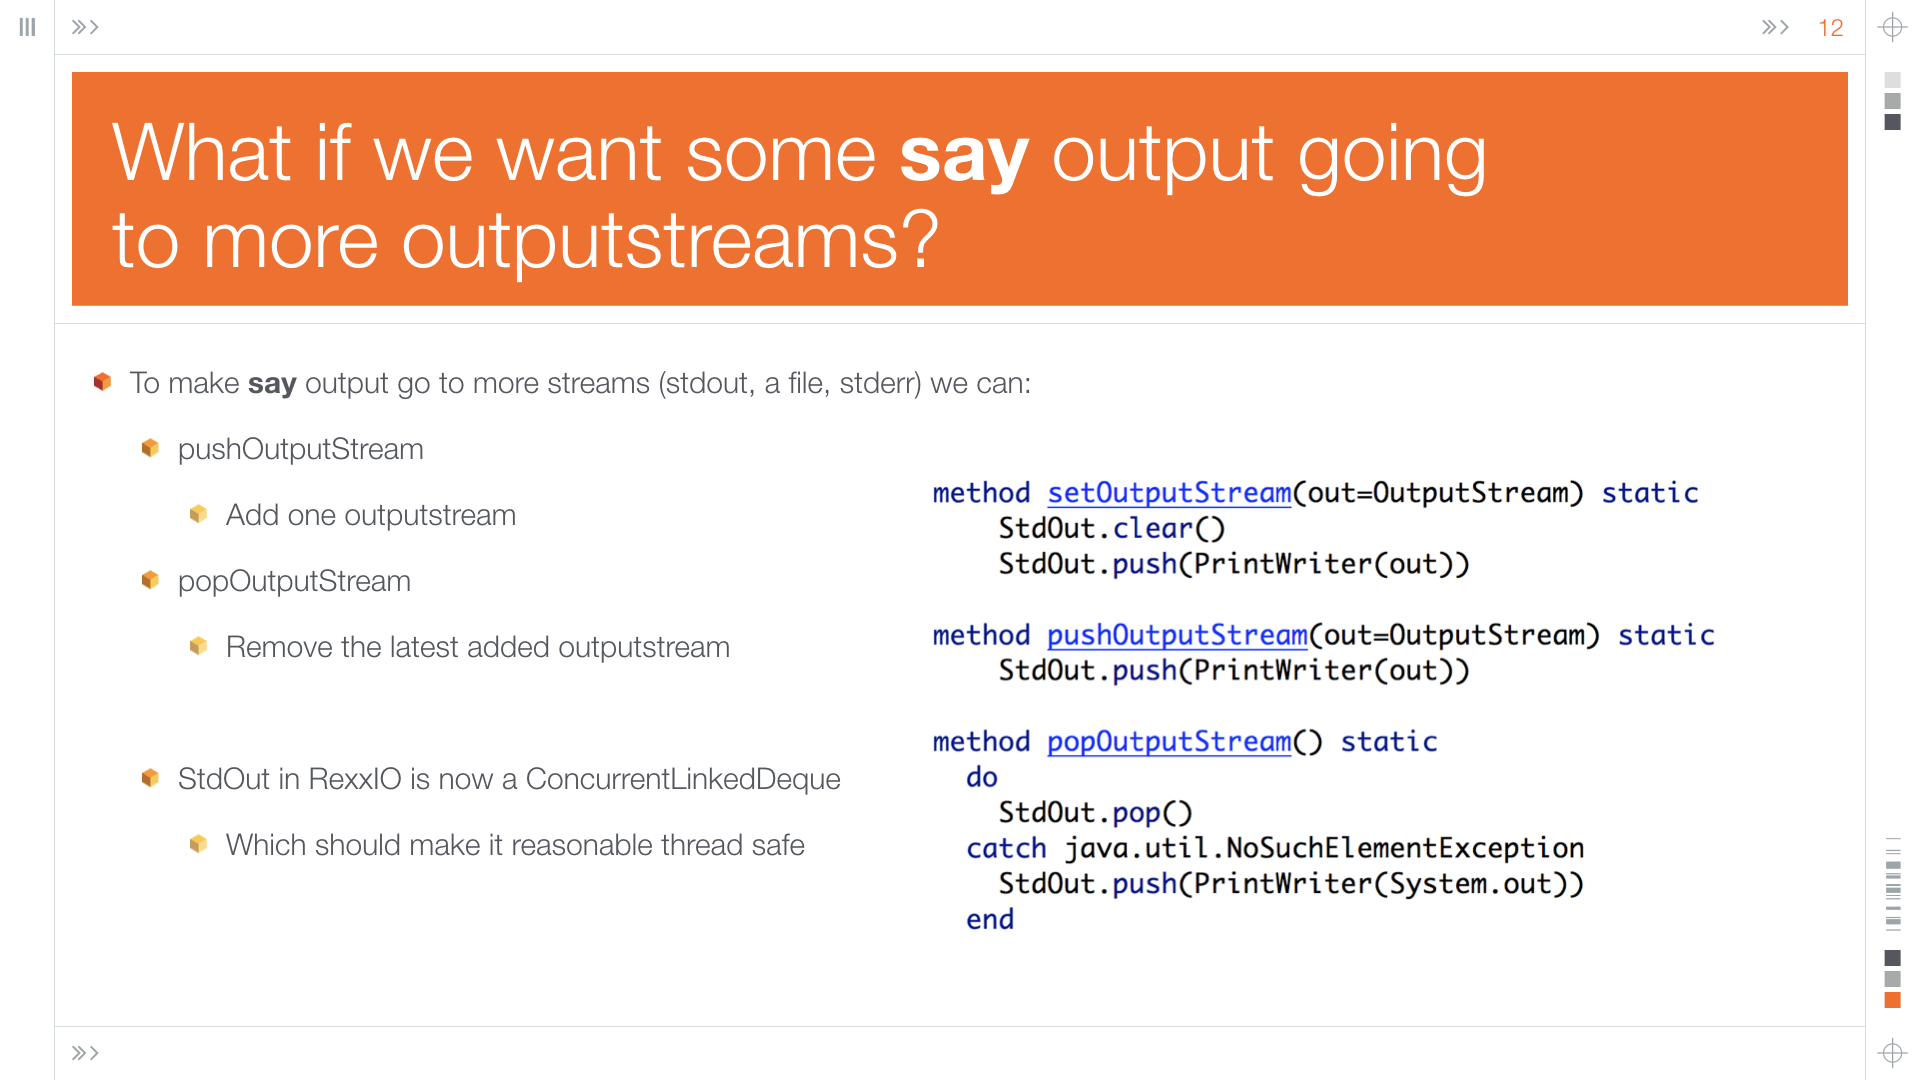 12
What if we want some say output going
to more outputstreams?
To make say output go to more streams (stdout, a file, stderr) we can:
pushOutputStream
Add one outputstream
popOutputStream
Remove the latest added outputstream
StdOut in RexxIO is now a ConcurrentLinkedDeque
Which should make it reasonable thread safe
method setOutputStream(out=OutputStream) static
    StdOut.clear()
    StdOut.push(PrintWriter(out))
method pushOutputStream(out=OutputStream) static
    StdOut.push(PrintWriter(out))
method popOutputStream() static
  do
    StdOut.pop()
  catch java.util.NoSuchElementException
    StdOut.push(PrintWriter(System.out))
  end